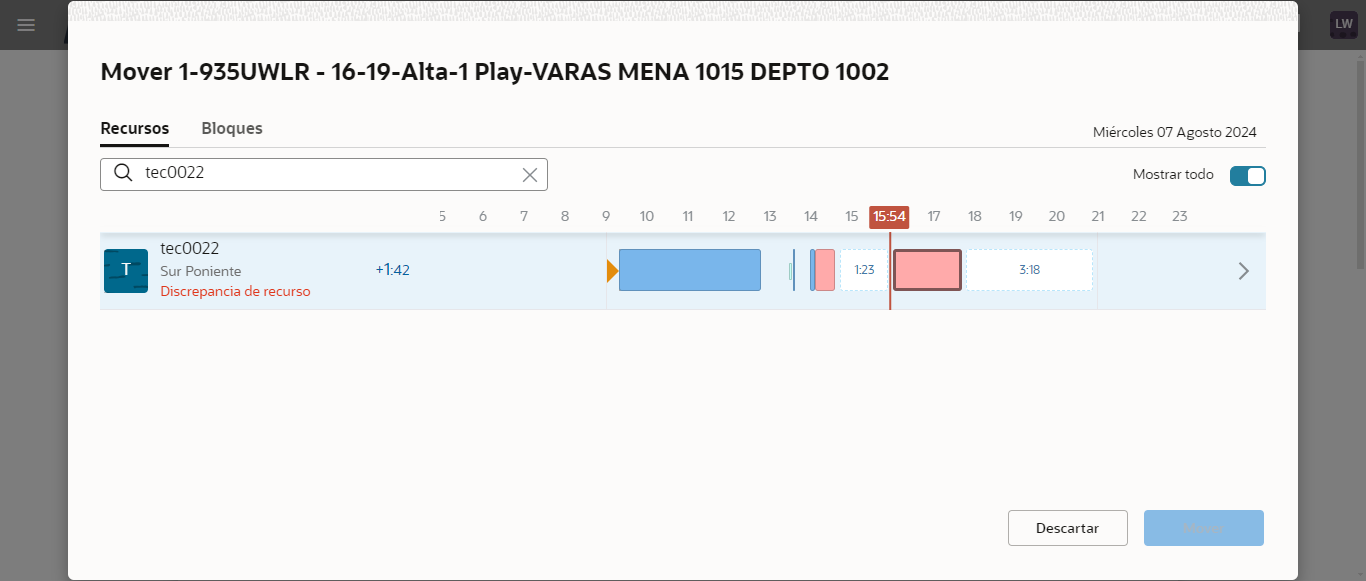 LW
Mover 1-935UWLR - 16-19-Alta-1 Play-VARAS MENA 1015 DEPTO 1002
Recursos Bloques
Miércoles 07 Agosto 2024
tec0022
Mostrar todo
5 6 7 8 9 10 11 12 13 14 15 15:54 17 18 19 20 21 22 23
T
tec0022
Sur Poniente
Discrepancia de recurso
+1:42
1:23
3:18
Descartar